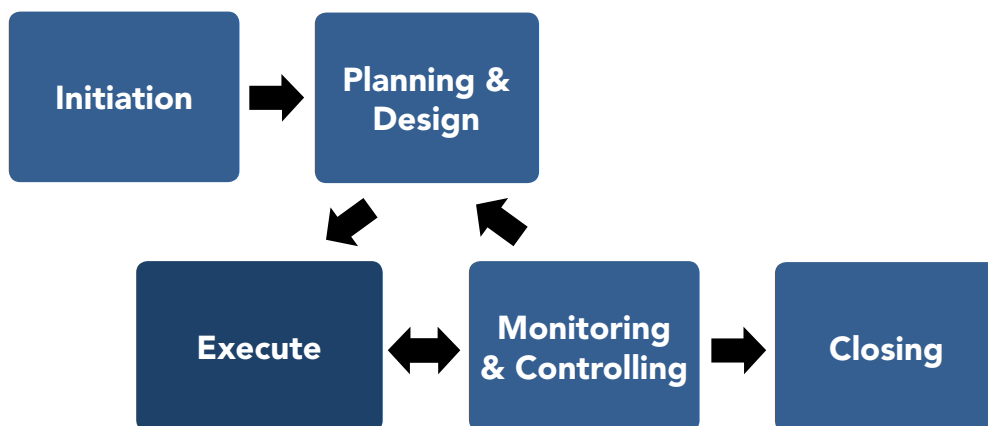 Initiation
Planning &
Design
Execute
Monitoring
& Controlling
Closing